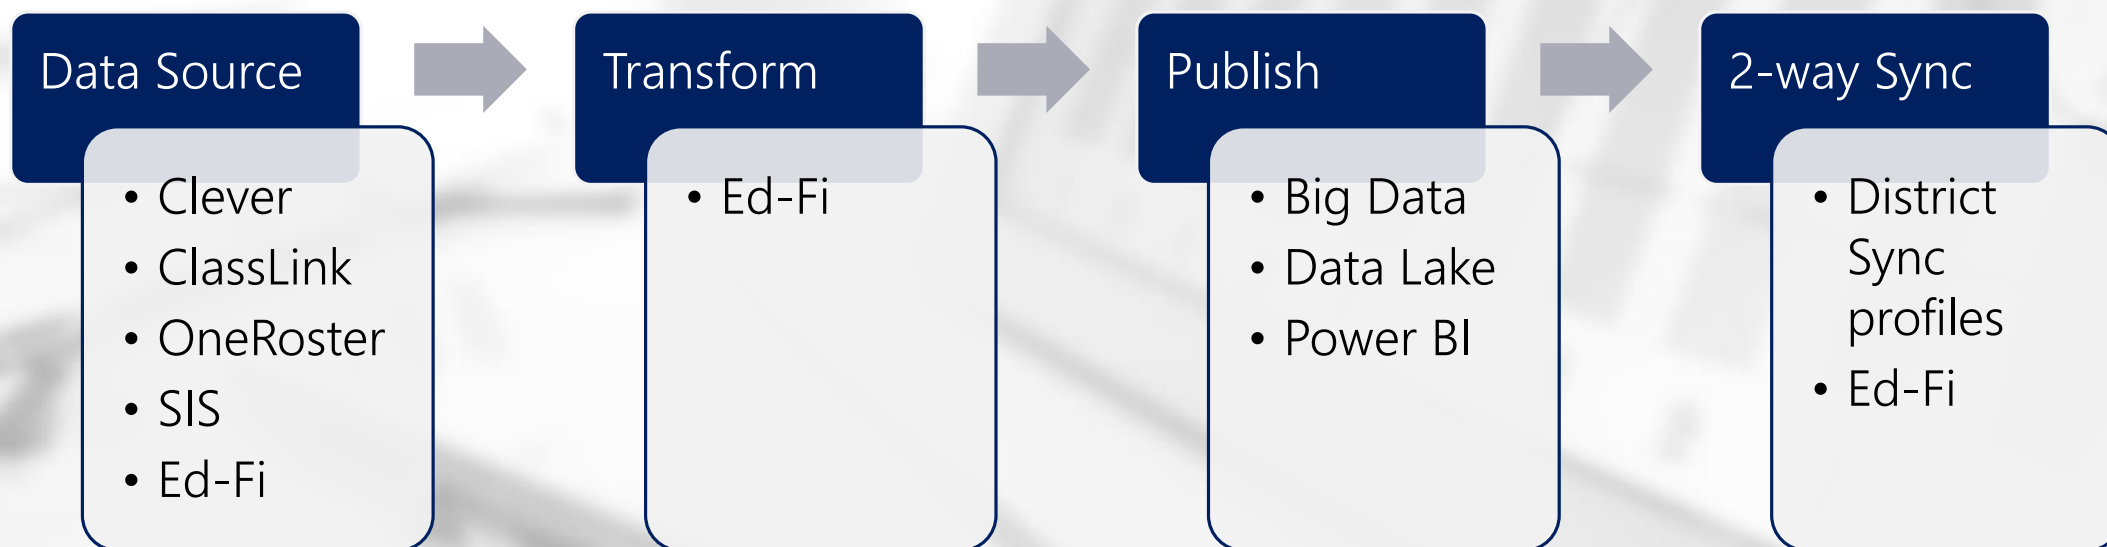 Data Source
• Clever
• ClassLink
• OneRoster
• SIS
• Ed-Fi
Transform
• Ed-Fi
Publish
• Big Data
• Data Lake
• Power BI
2-way Sync
• District
Sync
profiles
• Ed-Fi